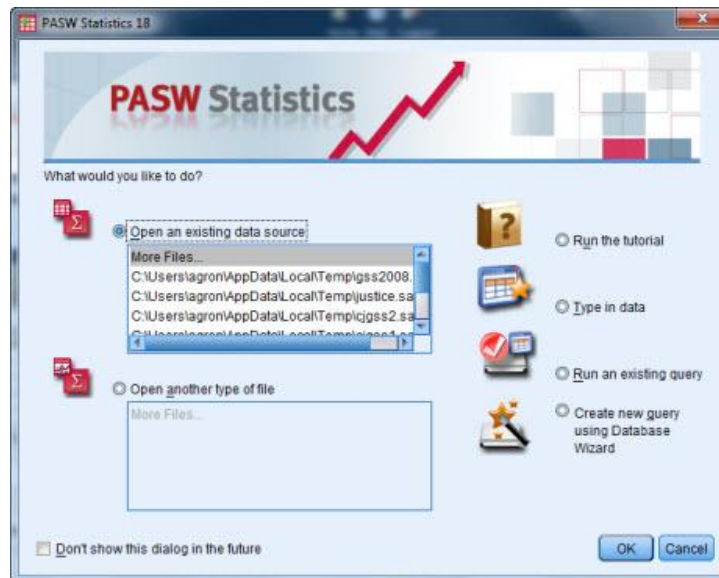 PASW Statistics 18
PASW Statistics
What would you like to do?
Open an existing data source
More Files...
C:\Users\agron\AppData\Local\Temp\gss2008.
C:\Users\agron\AppData\Local\Temp\justice.sa
C:\Users\agron\AppData\Local\Temp\cjgss2.sa
Open another type of file
More Files...
Run the tutorial
Type in data
Run an existing query
Create new query
using Database
Wizard
Don't show this dialog in the future
OK
Cancel